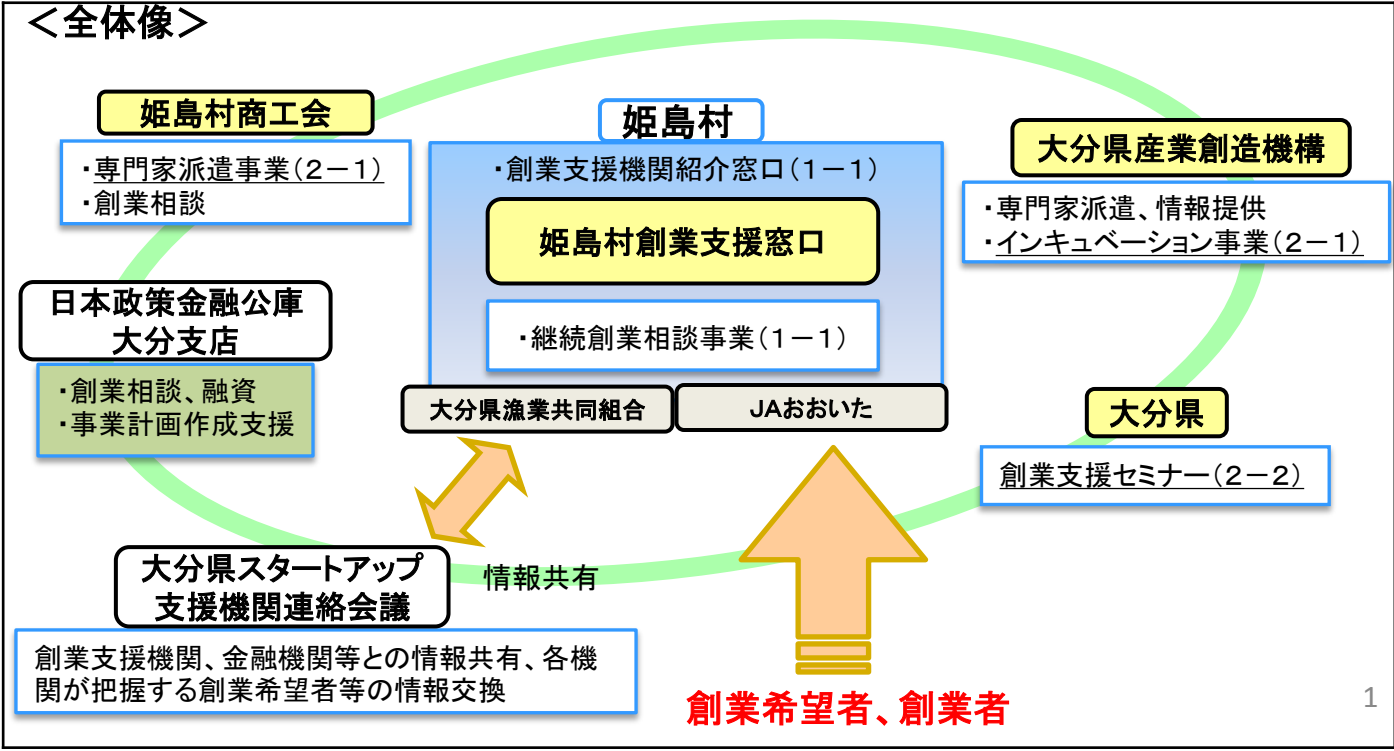 ＜全体像＞
姫島村商工会
・専門家派遣事業(２－１)
・創業相談
姫島村
・創業支援機関紹介窓口(１－１)
姫島村創業支援窓口
・継続創業相談事業(１－１)
大分県漁業共同組合
JAおおいた
大分県産業創造機構
・専門家派遣、情報提供
・インキュベーション事業(２－１)
日本政策金融公庫
大分支店
・創業相談、融資
・事業計画作成支援
大分県
創業支援セミナー(２－２)
大分県スタートアップ
支援機関連絡会議
情報共有
創業支援機関、金融機関等との情報共有、各機
関が把握する創業希望者等の情報交換
創業希望者、創業者
1